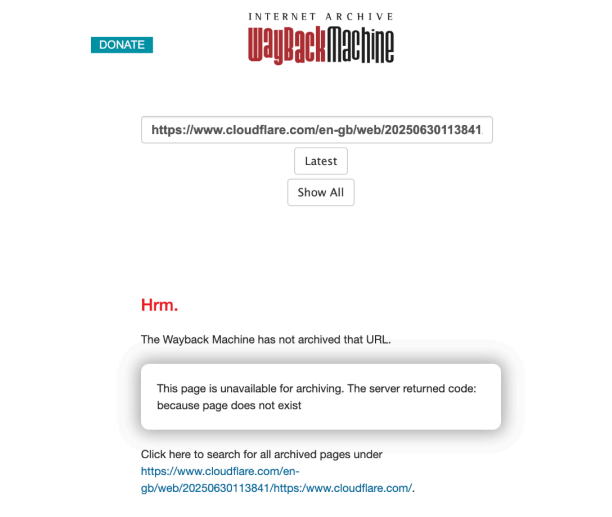 INTERNET ARCHIVE
DONATE
WayBackMachine
https://www.cloudflare.com/en-gb/web/20250630113841
Latest
Show All
Hrm.
The Wayback Machine has not archived that URL.
This page is unavailable for archiving. The server returned code:
because page does not exist
Click here to search for all archived pages under
https://www.cloudflare.com/en-
gb/web/20250630113841/https:/www.cloudflare.com/.